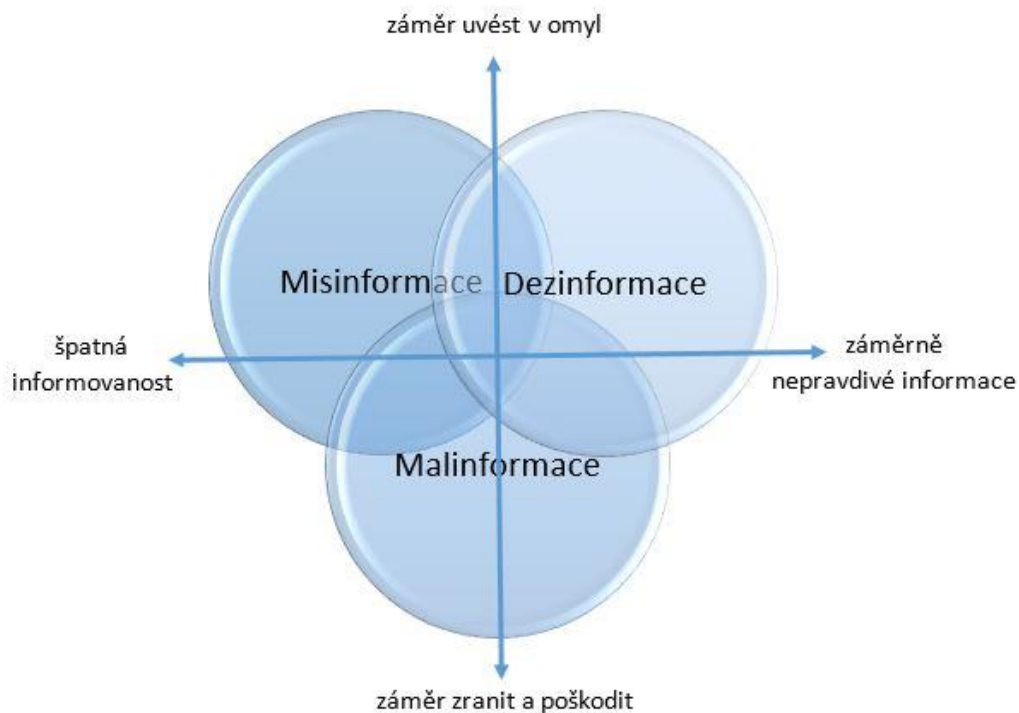 záměr uvést v omyl
Misinformace
Dezinformace
špatná
informovanost
záměrně
nepravdivé informace
Malinformace
záměr zranit a poškodit